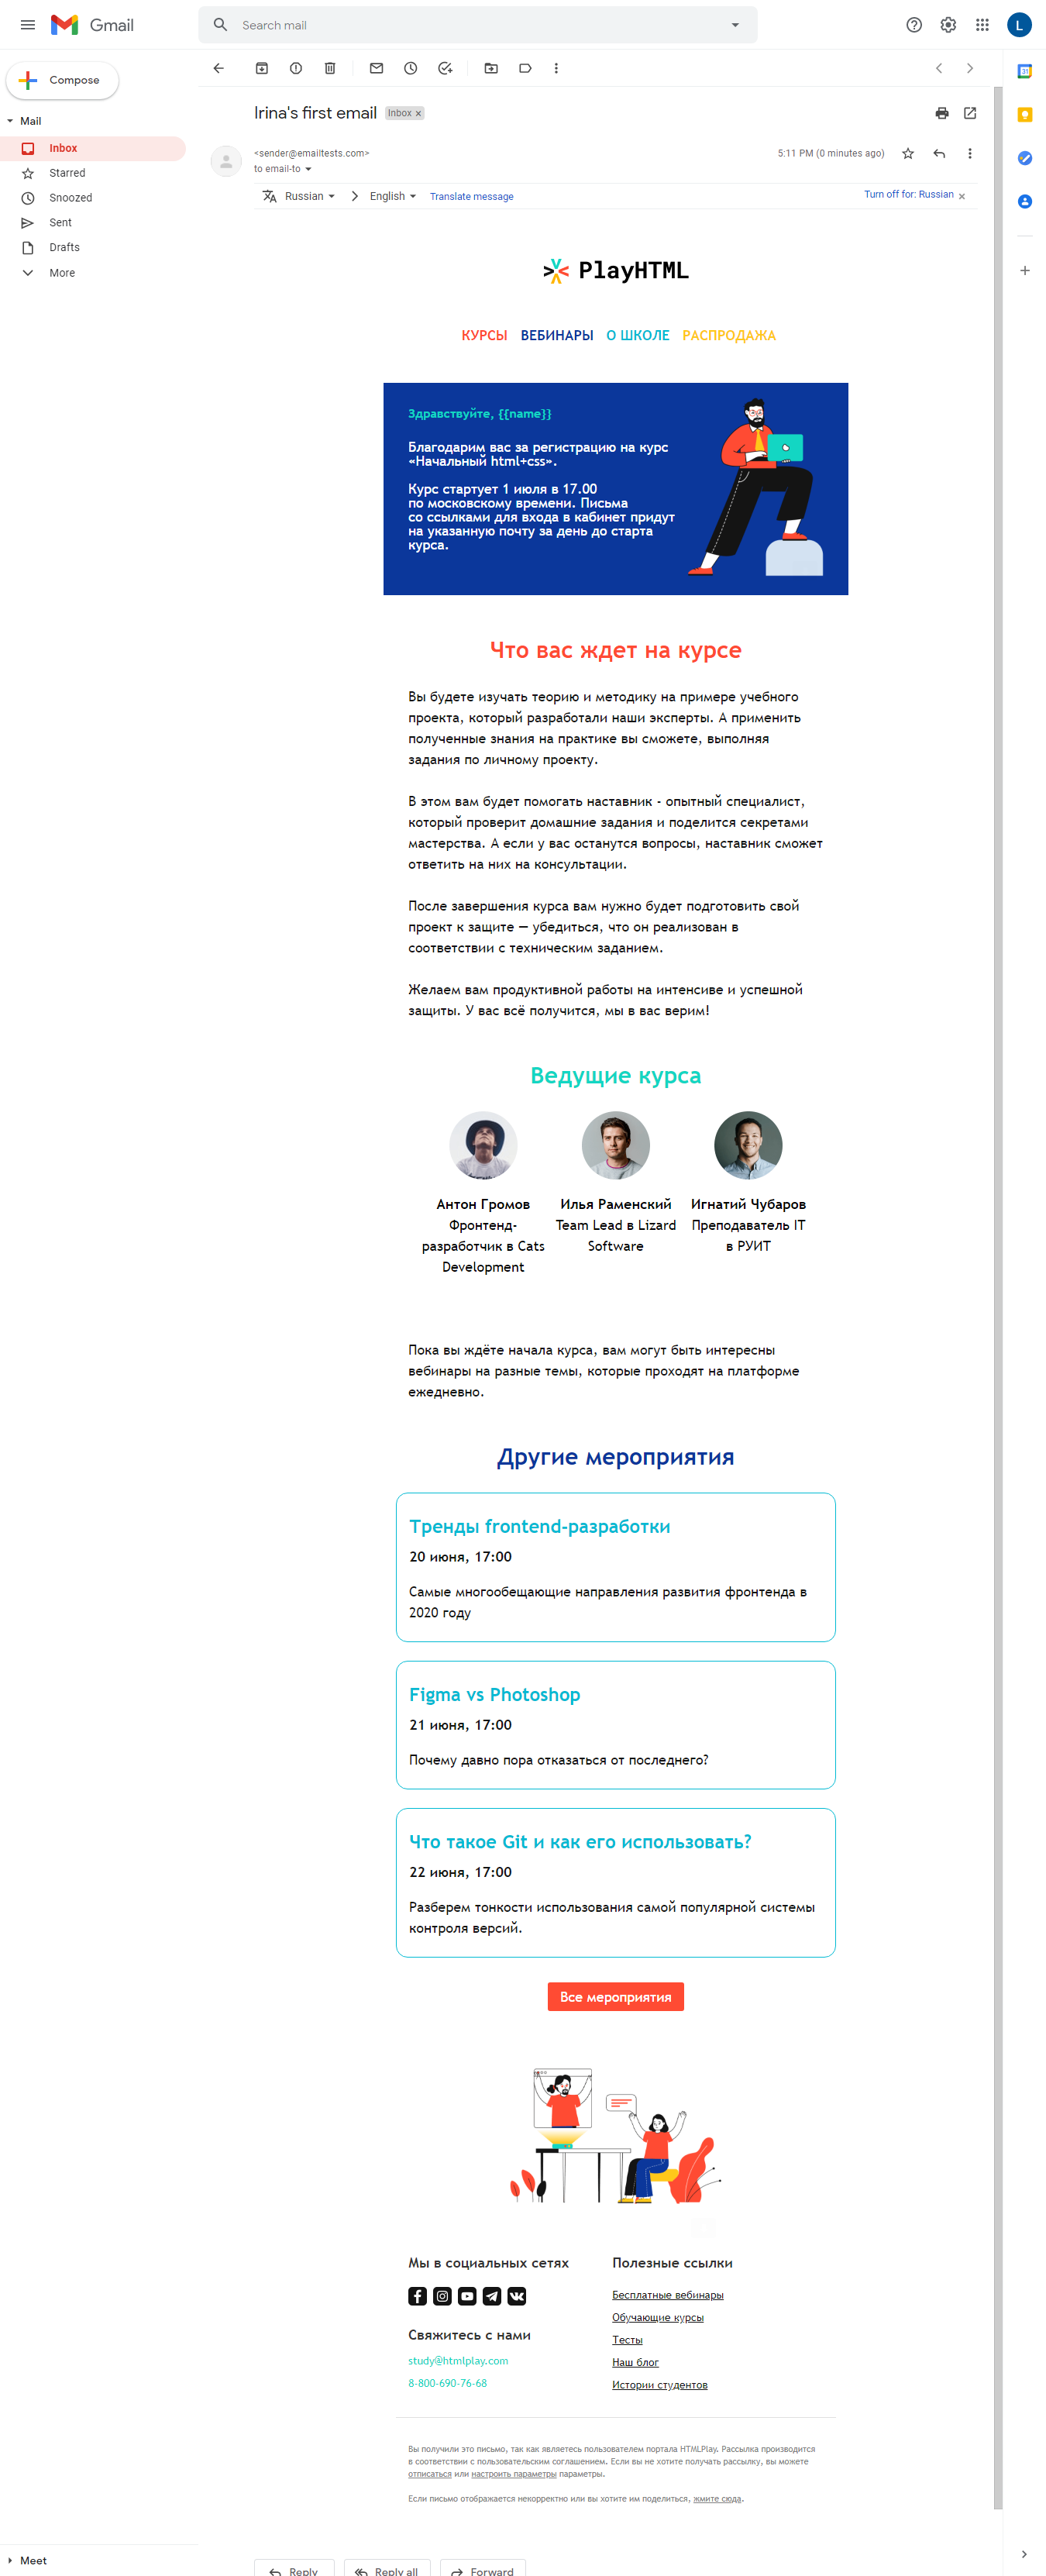 Gmail
Search mail
L
Compose
Mail
Inbox
Starred
Snoozed
Sent
Drafts
More
Irina's first email Inbox ×
<sender@emailtests.com>
5:11 PM (0 minutes ago)
to email-to
Russian
English
Translate message
Turn off for: Russian ×
31
PlayHTML
КУРСЫ ВЕБИНАРЫ О ШКОЛЕ РАСПРОДАЖА
Здравствуйте, {{name}}
Благодарим вас за регистрацию на курс
«Начальный html+css».
Курс стартует 1 июля в 17.00
по московскому времени. Письма
со ссылками для входа в кабинет придут
на указанную почту за день до старта
курса.
Что вас ждет на курсе
Вы будете изучать теорию и методику на примере учебного
проекта, который разработали наши эксперты. А применить
полученные знания на практике вы сможете, выполняя
задания по личному проекту.
В этом вам будет помогать наставник - опытный специалист,
который проверит домашние задания и поделится секретами
мастерства. А если у вас останутся вопросы, наставник сможет
ответить на них на консультации.
После завершения курса вам нужно будет подготовить свой
проект к защите — убедиться, что он реализован в
соответствии с техническим заданием.
Желаем вам продуктивной работы на интенсиве и успешной
защиты. У вас всё получится, мы в вас верим!
Ведущие курса
Антон Громов
Фронтенд-
разработчик в Cats
Development
Илья Раменский
Team Lead в Lizard
Software
Игнатий Чубаров
Преподаватель IT
в РУИТ
Пока вы ждёте начала курса, вам могут быть интересны
вебинары на разные темы, которые проходят на платформе
ежедневно.
Другие мероприятия
Тренды frontend-разработки
20 июня, 17:00
Самые многообещающие направления развития фронтенда в
2020 году
Figma vs Photoshop
21 июня, 17:00
Почему давно пора отказаться от последнего?
Что такое Git и как его использовать?
22 июня, 17:00
Разберем тонкости использования самой популярной системы
контроля версий.
Все мероприятия
Мы в социальных сетях
Свяжитесь с нами
study@htmlplay.com
8-800-690-76-68
Полезные ссылки
Бесплатные вебинары
Обучающие курсы
Тесты
Наш блог
Истории студентов
Вы получили это письмо, так как являетесь пользователем портала HTMLPlay. Рассылка производится
в соответствии с пользовательским соглашением. Если вы не хотите получать рассылку, вы можете
отписаться или настроить параметры параметры.
Если письмо отображается некорректно или вы хотите им поделиться, жмите сюда.
Meet
Reply
Reply all
Forward